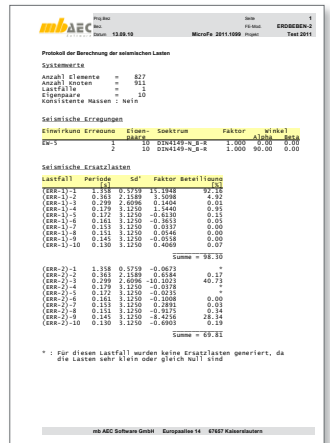 mb AEC
Software
Proj.Bez.
Seite 1
Bez.
FE-Modi ERDBEBEN-2
Datum 13.09.10 MicroFe 2011.1099 Projekt Test 2011
Protokoll der Berechnung der seismischen Lasten
Systemwerte
Anzahl Elemente = 827
Anzahl Knoten = 911
Lastfälle = 1
Eigenpaare = 10
Konsistente Massen : Nein
Seismische Erregungen
Einwirkung Erregung Eigen- Spektrum Faktor Winkel
paare Alpha Beta
EW-5 1 10 DIN4149-N_B-R 1.000 0.00 0.00
2 10 DIN4149-N_B-R 1.000 90.00 0.00
Seismische Ersatzlasten
Lastfall Periode Sd' Faktor Beteiligung
[s] [%]
(ERR-1)-1 1.358 0.5759 15.1948 92.16
(ERR-1)-2 0.363 2.1589 3.5098 4.92
(ERR-1)-3 0.299 2.6096 0.1404 0.01
(ERR-1)-4 0.179 3.1250 1.5440 0.95
(ERR-1)-5 0.172 3.1250 -0.6130 0.15
(ERR-1)-6 0.161 3.1250 -0.3653 0.05
(ERR-1)-7 0.153 3.1250 0.0337 0.00
(ERR-1)-8 0.151 3.1250 0.0546 0.00
(ERR-1)-9 0.145 3.1250 -0.0558 0.00
(ERR-1)-10 0.130 3.1250 0.4069 0.07
Summe = 98.30
(ERR-2)-1 1.358 0.5759 -0.0673 *
(ERR-2)-2 0.363 2.1589 0.6584 0.17
(ERR-2)-3 0.299 2.6096 -10.1023 40.73
(ERR-2)-4 0.179 3.1250 -0.0378 *
(ERR-2)-5 0.172 3.1250 -0.0235 *
(ERR-2)-6 0.161 3.1250 -0.1008 0.00
(ERR-2)-7 0.153 3.1250 0.2891 0.03
(ERR-2)-8 0.151 3.1250 -0.9175 0.34
(ERR-2)-9 0.145 3.1250 -8.4256 28.34
(ERR-2)-10 0.130 3.1250 -0.6903 0.19
Summe = 69.81
* : Für diesen Lastfall wurden keine Ersatzlasten generiert, da
die Lasten sehr klein oder gleich Null sind
mb AEC Software GmbH Europaallee 14 67657 Kaiserslautern